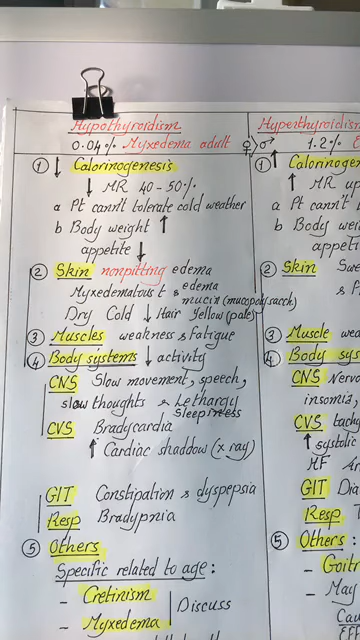 Hypothyroidism
0.04% Myxedema adult ♀ > ♂
① ↓ Calorinogenesis
↓ MR 40-50%
a Pt cann't tolerate cold weather
b Body weight ↑
appetite ↓
② Skin nonpitting edema
Myxedematous t & edema
mucin (mucopolysacch)
Dry Cold ↓ Hair Yellow (pale)
③ Muscles weakness & fatigue
④ Body systems ↓ activity
CNS Slow movement, speech,
slow thoughts & Lethargy
Sleepiness
CVS Bradycardia
↑ Cardiac shaddow (x ray)
GIT Constipation & dyspepsia
Resp Bradypnia
⑤ Others
Specific related to age:
- Cretinism
- Myxedema | Discuss
Hyperthyroidism
1.2%
① ↑ Calorinogen
↑ MR up
a Pt cann't
b Body wei
appeti
② Skin
③ Muscle wea
④ Body sys
CNS Nervo
insomia,
CVS tachy
↑ systolic
HF
GIT Dia
Resp
⑤ Others:
- Goitr
- May